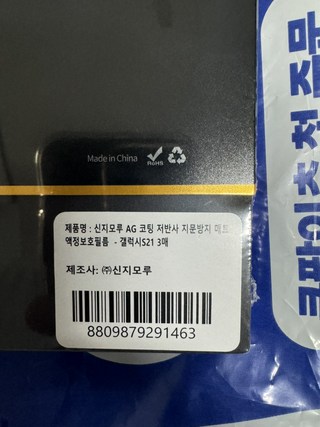 Made in China
RoHS
제품명 : 신지모루 AG 코팅 저반사 지문방지 매트
액정보호필름 - 갤럭시S21 3매
제조사: ㈜신지모루
8809879291463